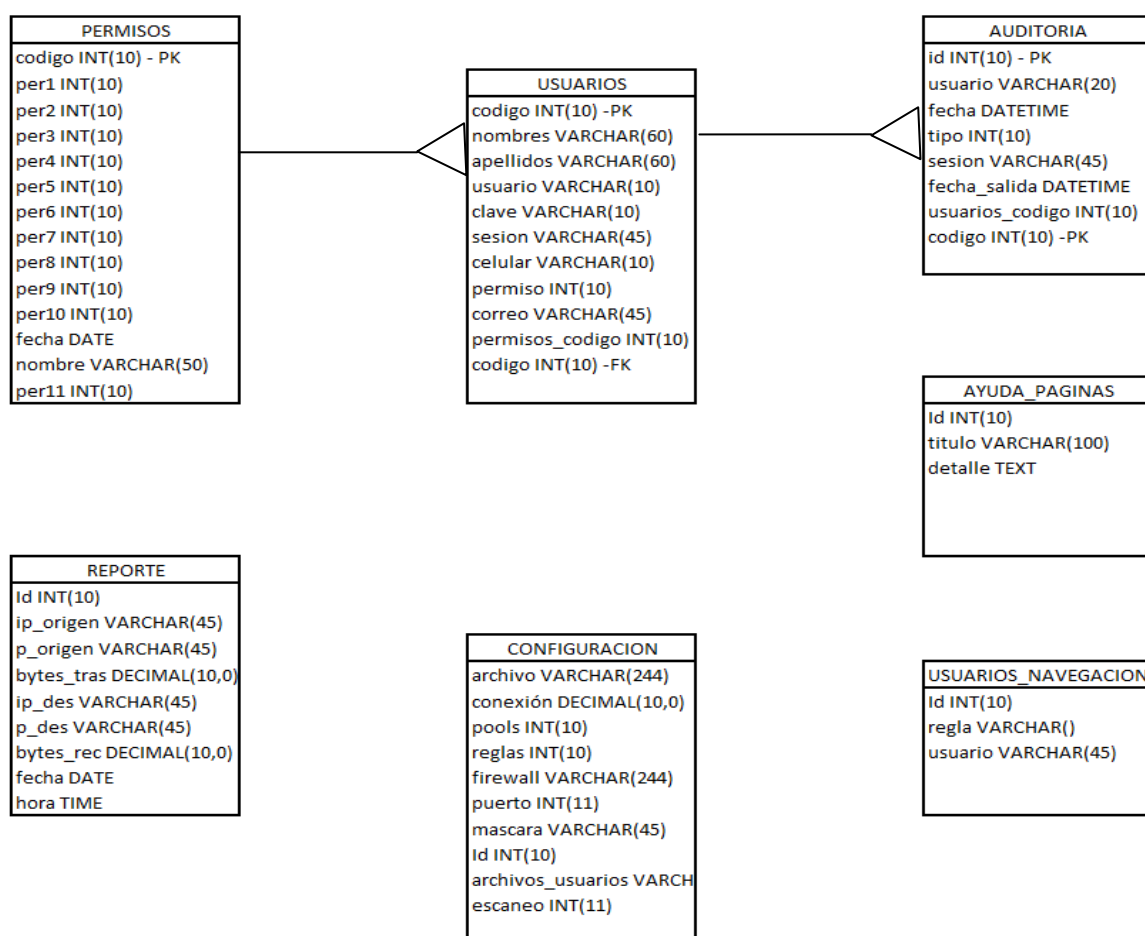 PERMISOS
codigo INT(10) - PK
per1 INT(10)
per2 INT(10)
per3 INT(10)
per4 INT(10)
per5 INT(10)
per6 INT(10)
per7 INT(10)
per8 INT(10)
per9 INT(10)
per10 INT(10)
fecha DATE
nombre VARCHAR(50)
per11 INT(10)
USUARIOS
codigo INT(10) -PK
nombres VARCHAR(60)
apellidos VARCHAR(60)
usuario VARCHAR(10)
clave VARCHAR(10)
sesion VARCHAR(45)
celular VARCHAR(10)
permiso INT(10)
correo VARCHAR(45)
permisos_codigo INT(10)
codigo INT(10) -FK
AUDITORIA
id INT(10) - PK
usuario VARCHAR(20)
fecha DATETIME
tipo INT(10)
sesion VARCHAR(45)
fecha_salida DATETIME
usuarios_codigo INT(10)
codigo INT(10) -PK
AYUDA_PAGINAS
Id INT(10)
titulo VARCHAR(100)
detalle TEXT
REPORTE
Id INT(10)
ip_origen VARCHAR(45)
p_origen VARCHAR(45)
bytes_tras DECIMAL(10,0)
ip_des VARCHAR(45)
p_des VARCHAR(45)
bytes_rec DECIMAL(10,0)
fecha DATE
hora TIME
CONFIGURACION
archivo VARCHAR(244)
conexión DECIMAL(10,0)
pools INT(10)
reglas INT(10)
firewall VARCHAR(244)
puerto INT(11)
mascara VARCHAR(45)
Id INT(10)
archivos_usuarios VARCH
escaneo INT(11)
USUARIOS_NAVEGACION
Id INT(10)
regla VARCHAR()
usuario VARCHAR(45)